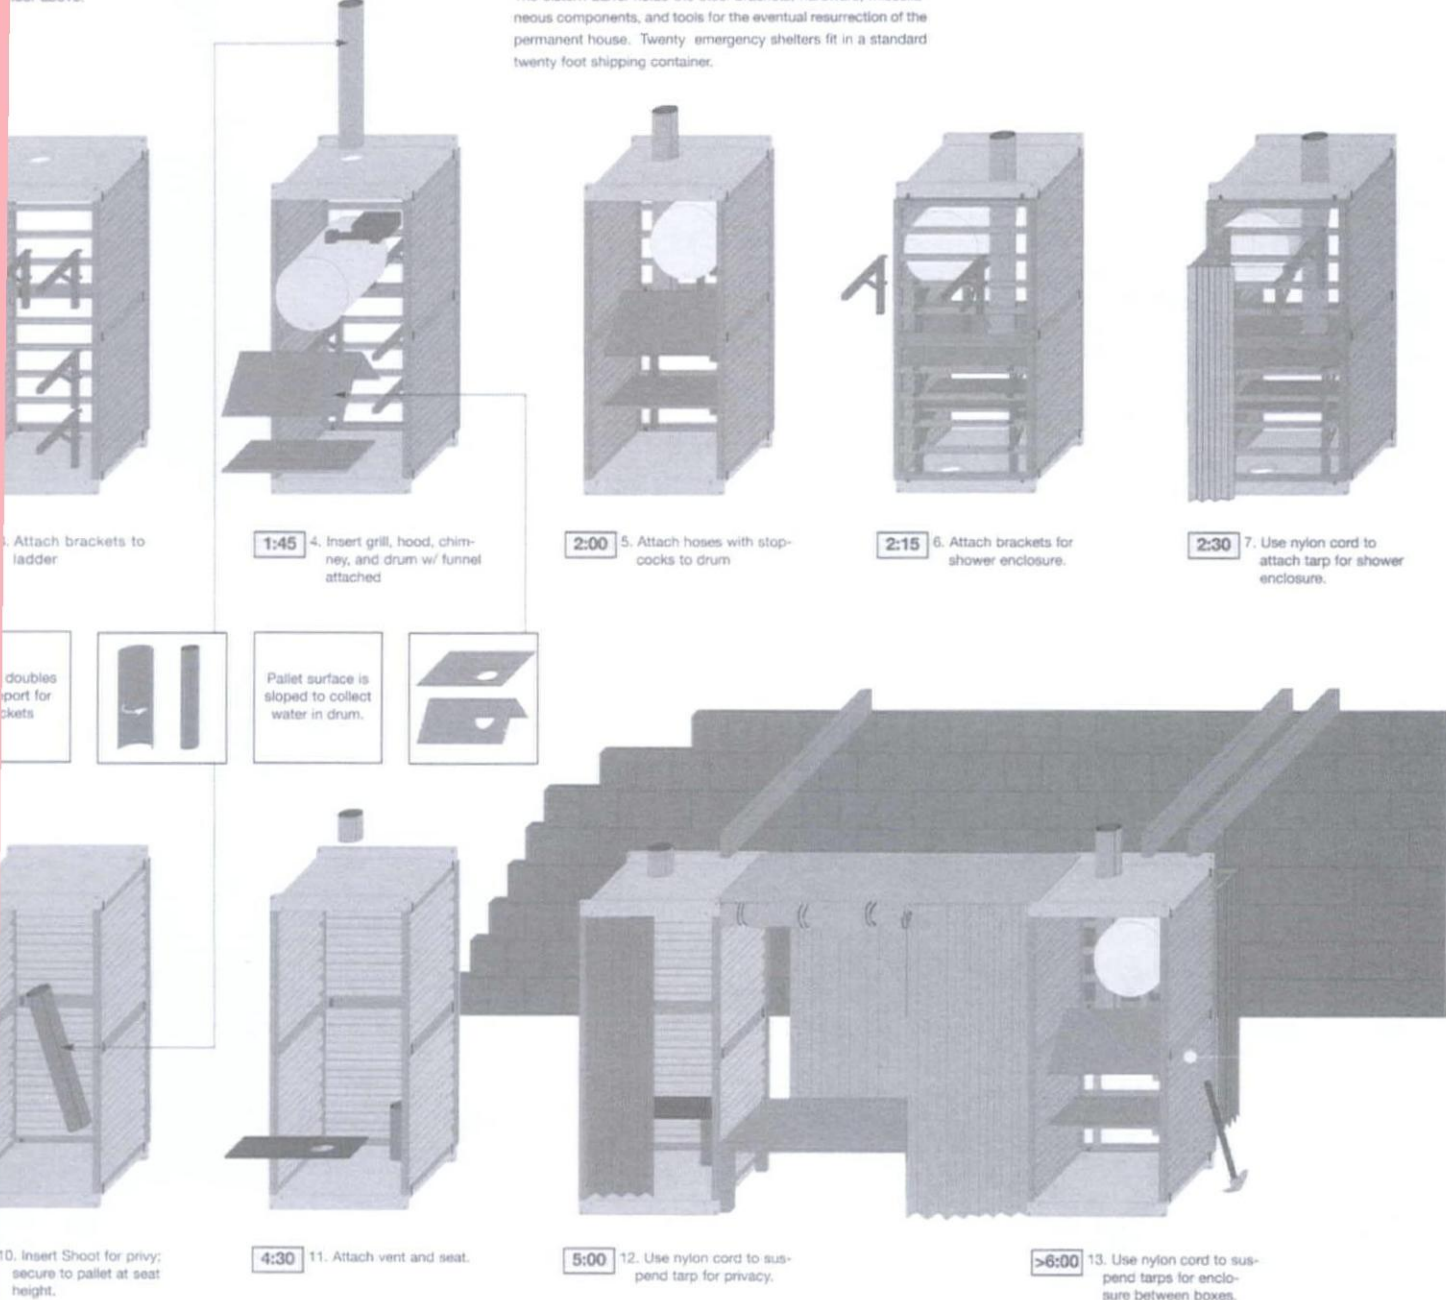 neous components, and tools for the eventual resurrection of the
permanent house. Twenty emergency shelters fit in a standard
twenty foot shipping container.
Attach brackets to
ladder
1:45 4. Insert grill, hood, chim-
ney, and drum w/ funnel
attached
2:00 5. Attach hoses with stop-
cocks to drum
2:15 6. Attach brackets for
shower enclosure.
2:30 7. Use nylon cord to
attach tarp for shower
enclosure.
doubles
port for
ckets
Pallet surface is
sloped to collect
water in drum.
10. Insert Shoot for privy;
secure to pallet at seat
height.
4:30 11. Attach vent and seat.
5:00 12. Use nylon cord to sus-
pend tarp for privacy.
>6:00 13. Use nylon cord to sus-
pend tarps for enclo-
sure between boxes.